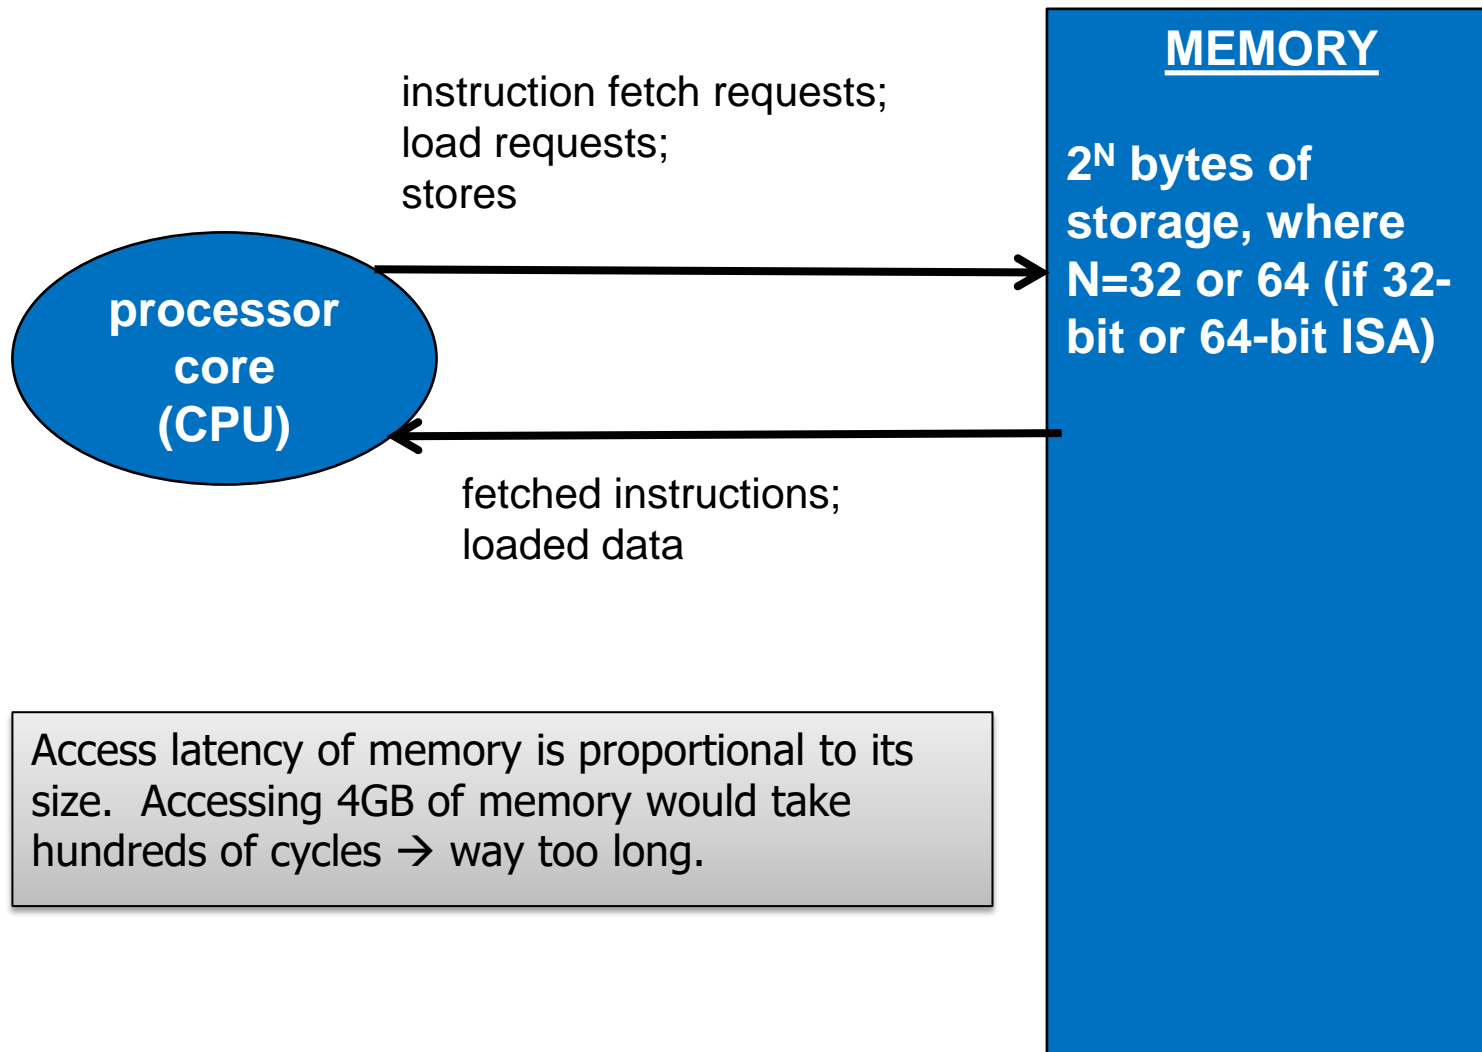 MEMORY
instruction fetch requests;
load requests;
stores
2ᴺ bytes of
storage, where
N=32 or 64 (if 32-
bit or 64-bit ISA)
processor
core
(CPU)
fetched instructions;
loaded data
Access latency of memory is proportional to its
size. Accessing 4GB of memory would take
hundreds of cycles → way too long.